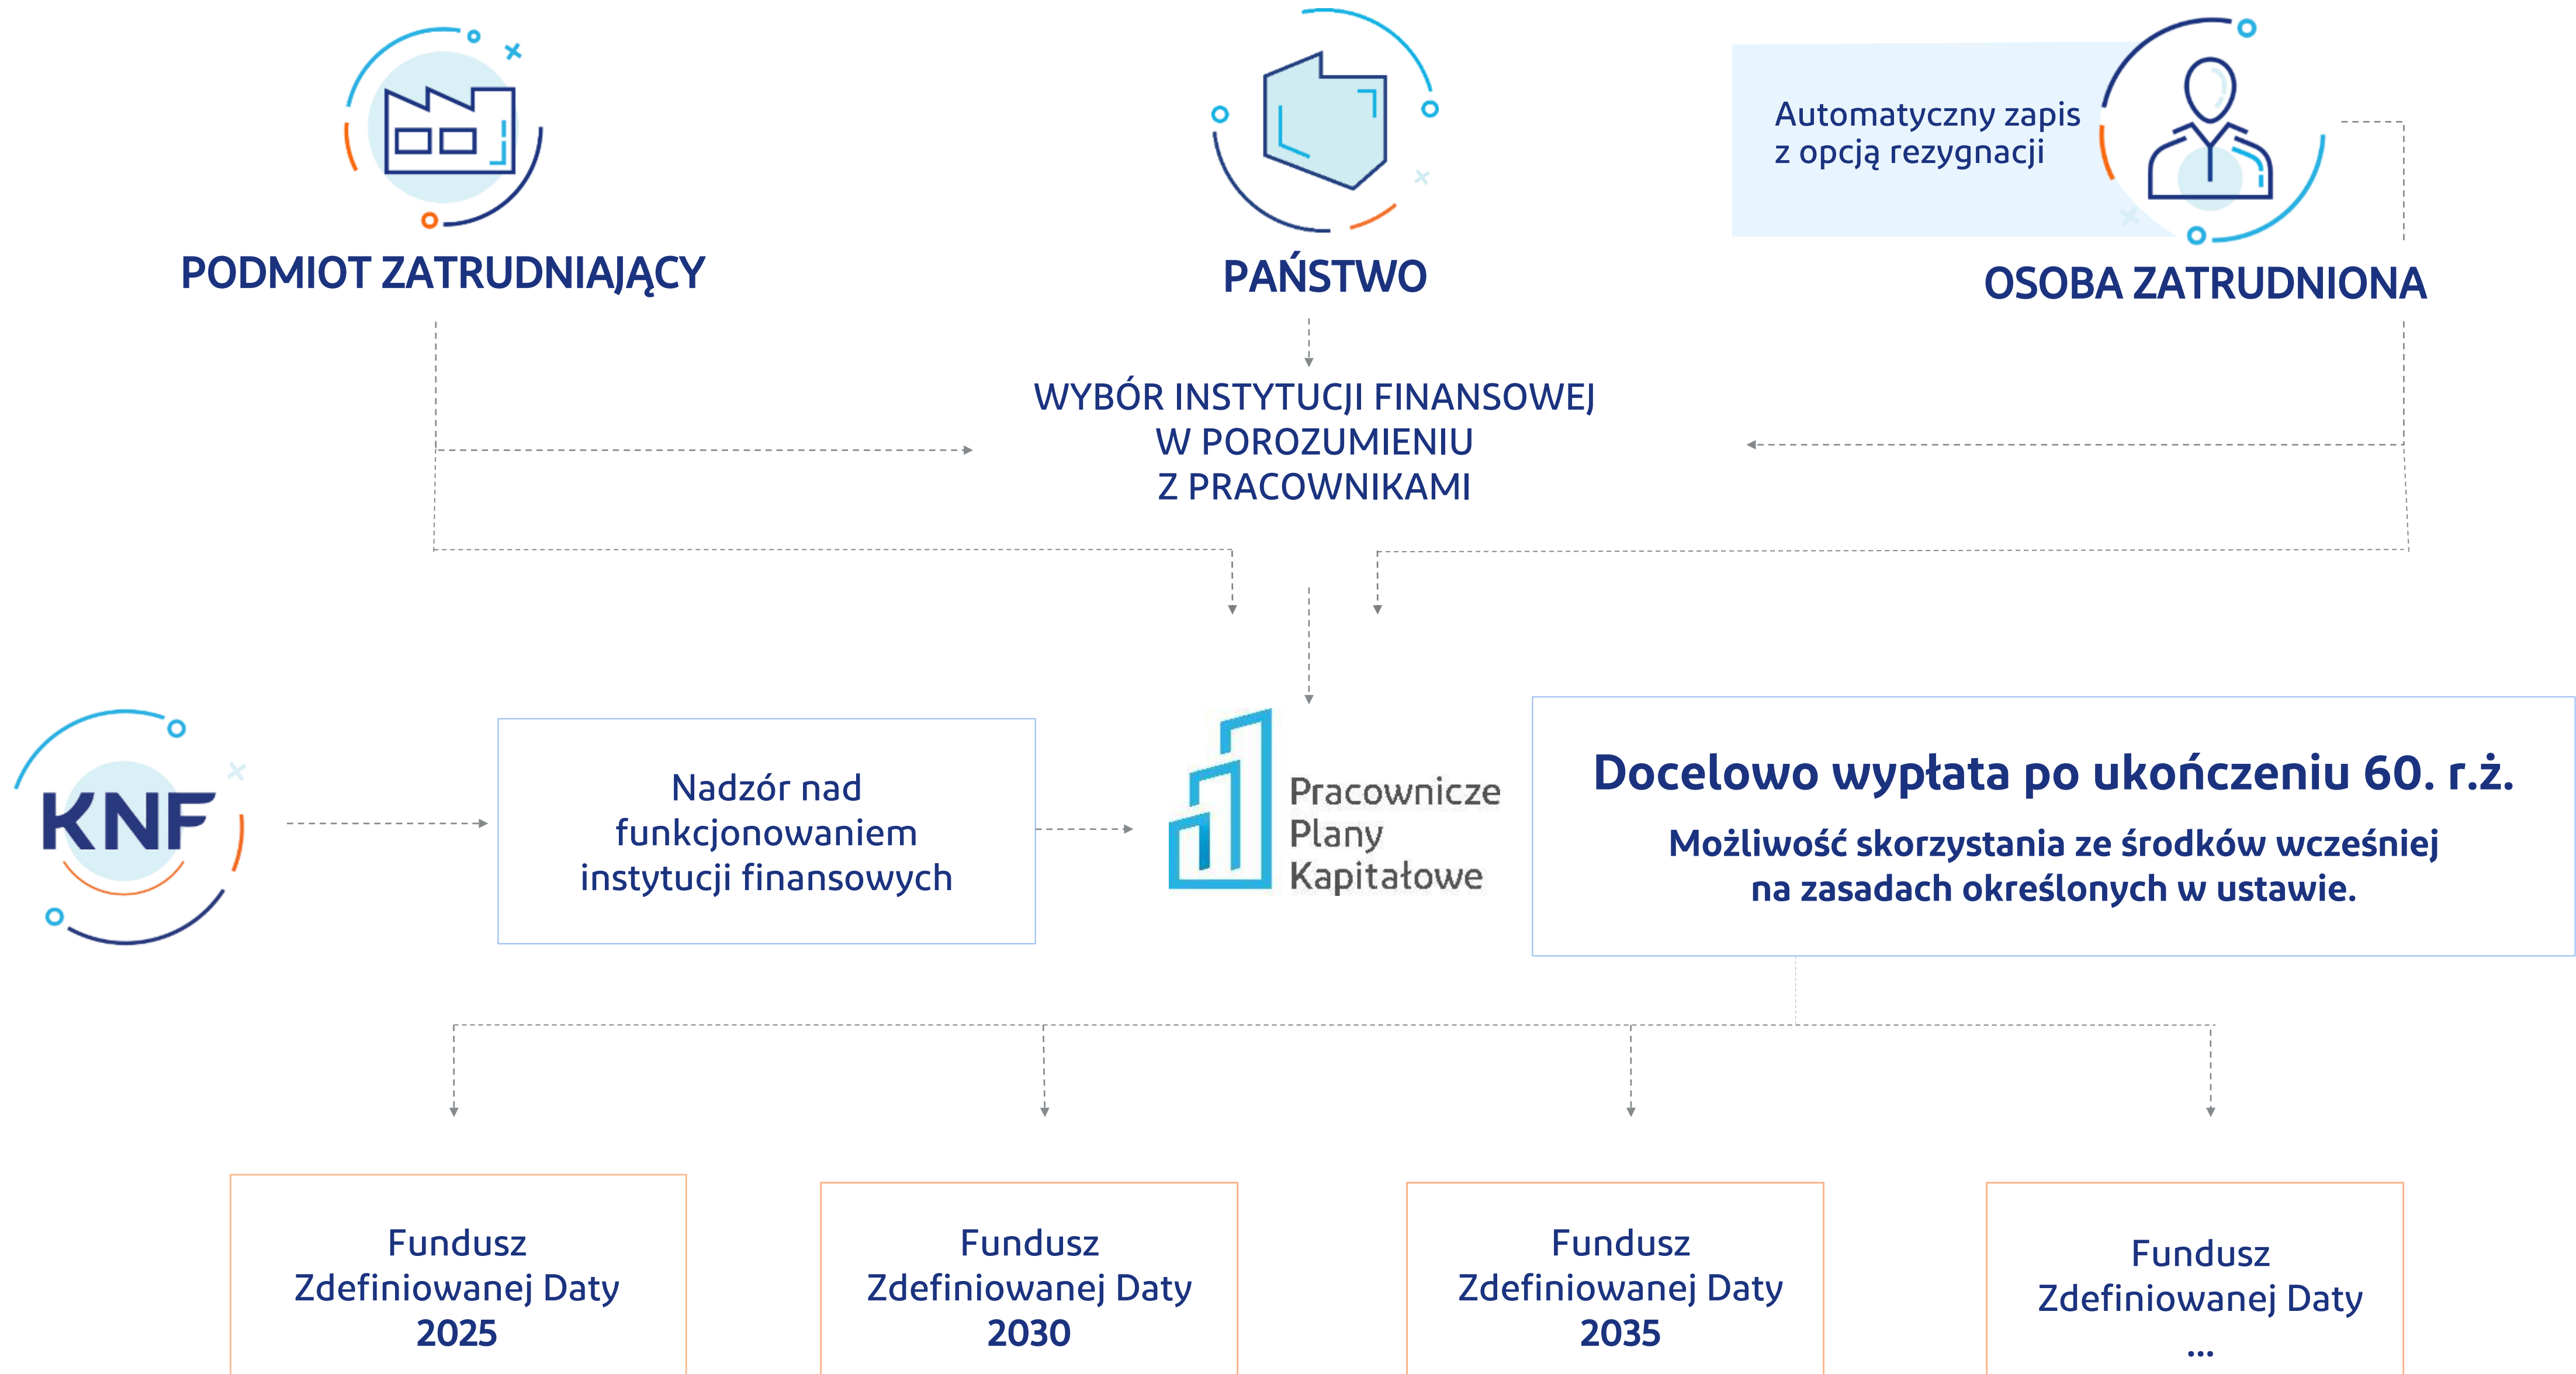 Automatyczny zapis
z opcją rezygnacji
PODMIOT ZATRUDNIAJĄCY
PAŃSTWO
OSOBA ZATRUDNIONA
WYBÓR INSTYTUCJI FINANSOWEJ
W POROZUMIENIU
Z PRACOWNIKAMI
KNF
Nadzór nad
funkcjonowaniem
instytucji finansowych
Pracownicze
Plany
Kapitałowe
Docelowo wypłata po ukończeniu 60. r.ż.
Możliwość skorzystania ze środków wcześniej
na zasadach określonych w ustawie.
Fundusz
Zdefiniowanej Daty
2025
Fundusz
Zdefiniowanej Daty
2030
Fundusz
Zdefiniowanej Daty
2035
Fundusz
Zdefiniowanej Daty
...